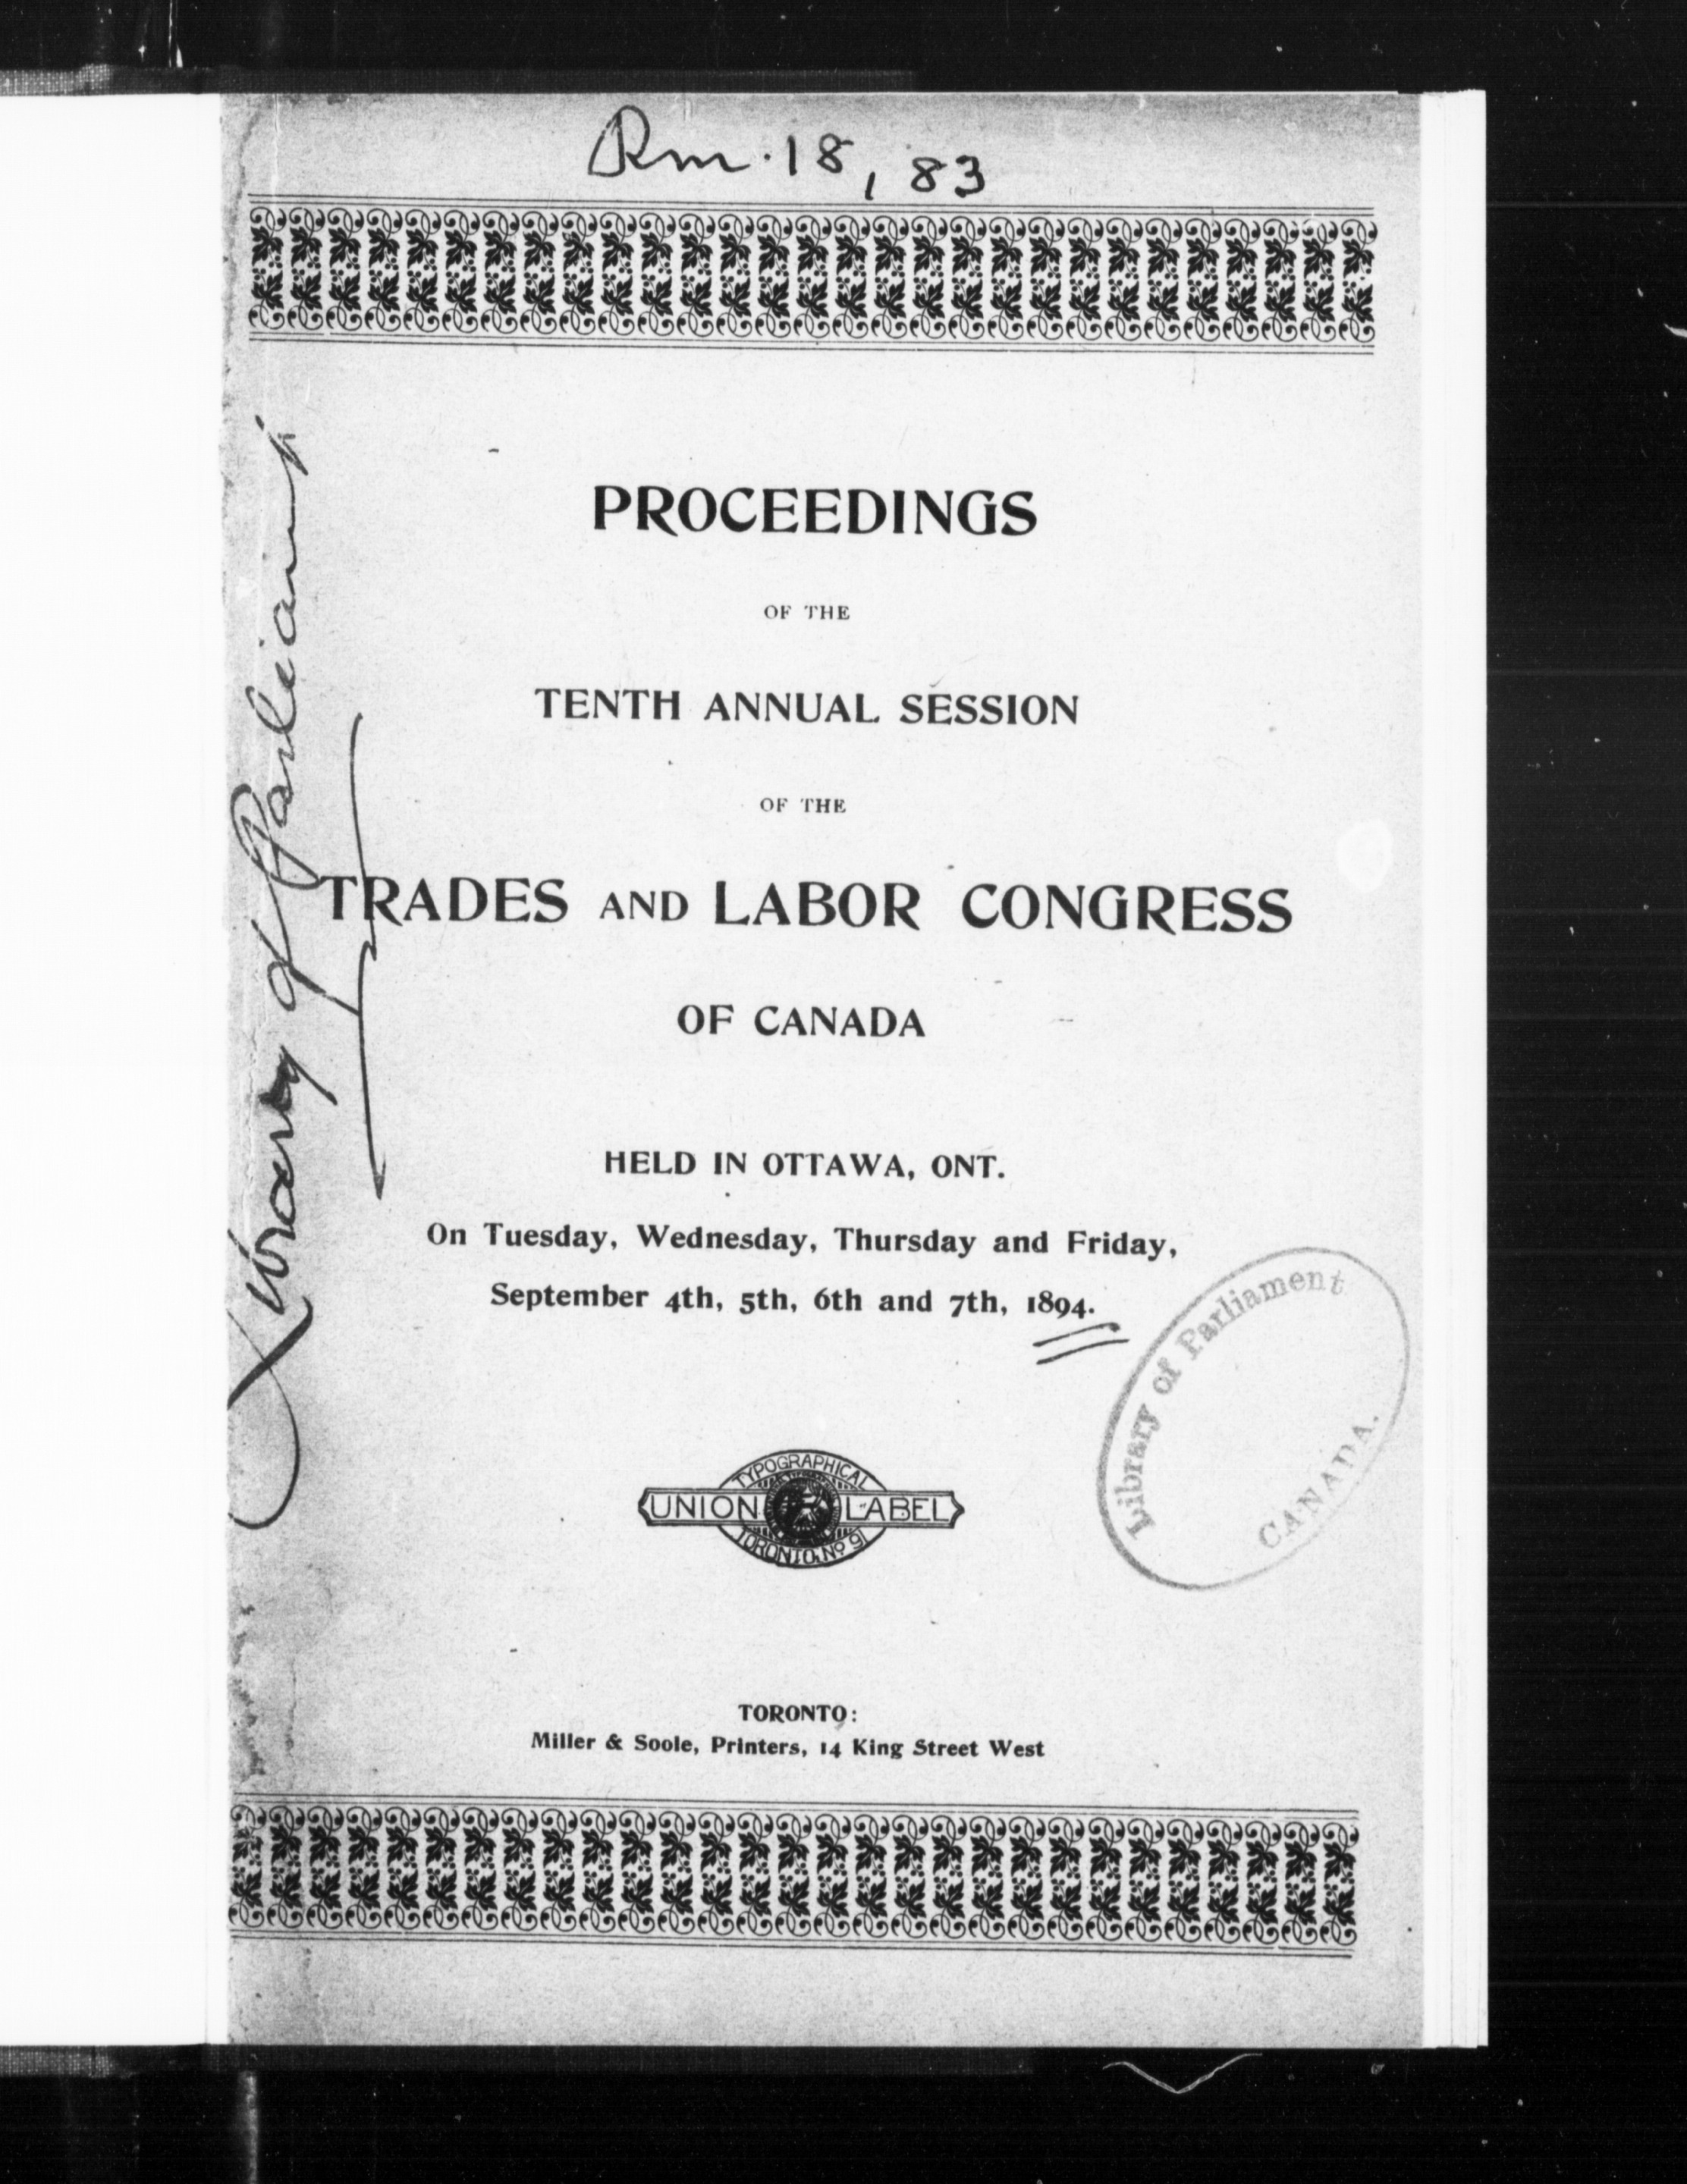 Rm. 18, 83
PROCEEDINGS
OF THE
TENTH ANNUAL SESSION
OF THE
TRADES AND LABOR CONGRESS
OF CANADA
HELD IN OTTAWA, ONT.
On Tuesday, Wednesday, Thursday and Friday,
September 4th, 5th, 6th and 7th, 1894.
Library of Parliament
Library of Parliament
CANADA.
TYPOGRAPHICAL
UNION LABEL
TORONTO, No 91
TORONTO:
Miller & Soole, Printers, 14 King Street West